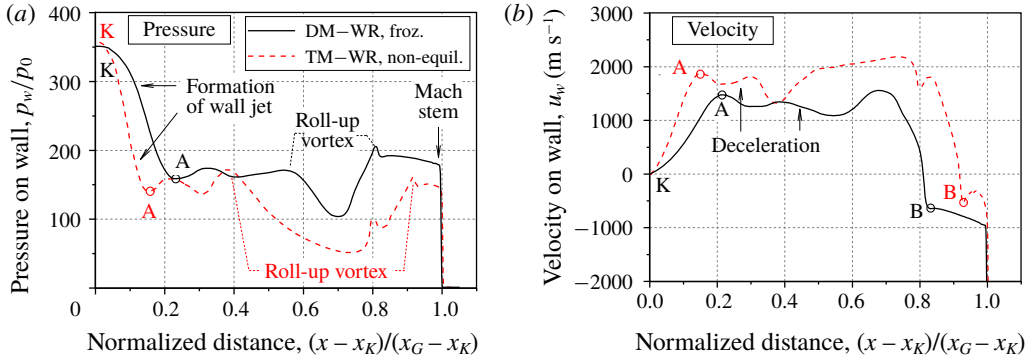 (a)
Pressure
DM−WR, froz.
TM−WR, non-equil.
K
K
Formation
of wall jet
A
A
Roll-up
vortex
Mach
stem
Roll-up vortex
400
300
200
100
0
0.2
0.4
0.6
0.8
1.0
Pressure on wall, p_w/p_0
Normalized distance, (x − x_K)/(x_G − x_K)
(b)
Velocity
A
A
K
Deceleration
B
B
3000
2000
1000
0
−1000
−2000
0.0
0.2
0.4
0.6
0.8
1.0
Velocity on wall, u_w (m s⁻¹)
Normalized distance, (x − x_K)/(x_G − x_K)